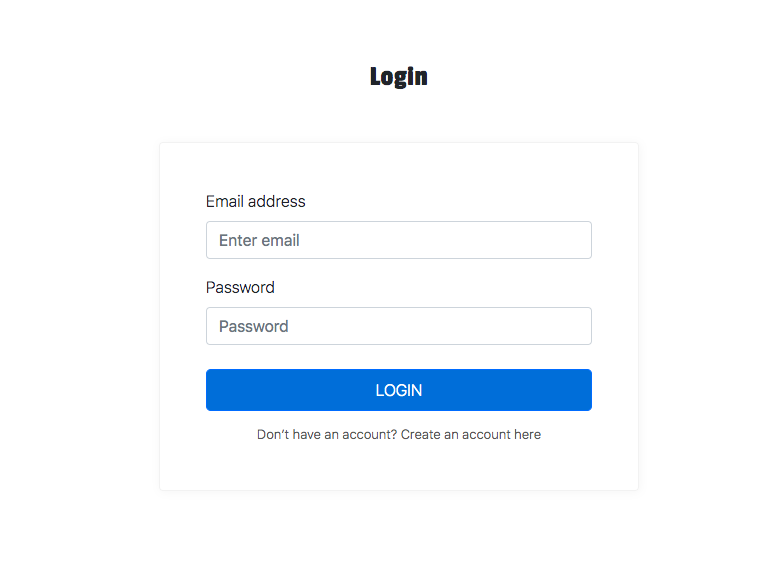 Login
Email address
Enter email
Password
Password
LOGIN
Don’t have an account? Create an account here